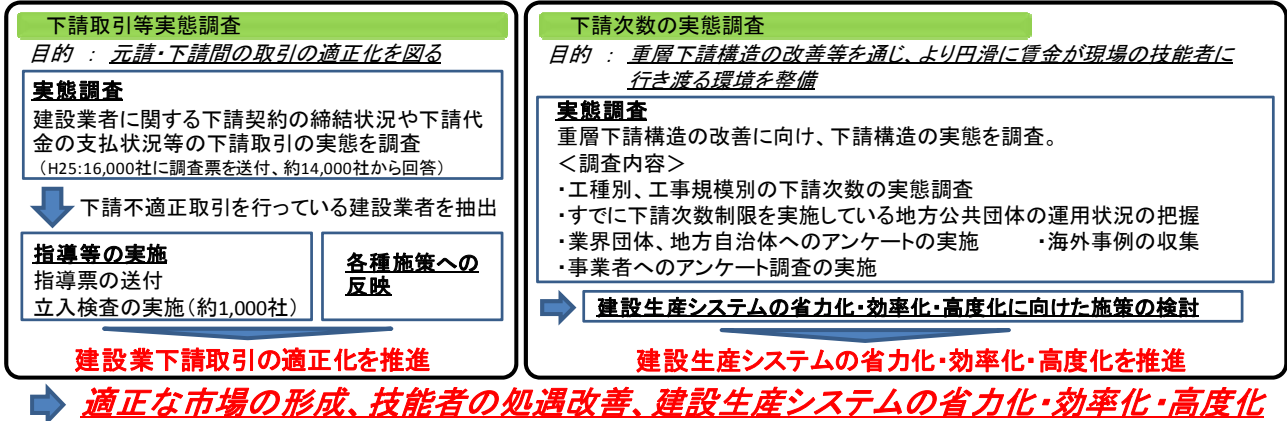 下請取引等実態調査
目的 ： 元請・下請間の取引の適正化を図る
実態調査
建設業者に関する下請契約の締結状況や下請代
金の支払状況等の下請取引の実態を調査
（H25:16,000社に調査票を送付、約14,000社から回答）
下請不適正取引を行っている建設業者を抽出
指導等の実施
指導票の送付
立入検査の実施（約1,000社）
各種施策への
反映
建設業下請取引の適正化を推進
下請次数の実態調査
目的 ： 重層下請構造の改善等を通じ、より円滑に賃金が現場の技能者に
行き渡る環境を整備
実態調査
重層下請構造の改善に向け、下請構造の実態を調査。
＜調査内容＞
・工種別、工事規模別の下請次数の実態調査
・すでに下請次数制限を実施している地方公共団体の運用状況の把握
・業界団体、地方自治体へのアンケートの実施　　・海外事例の収集
・事業者へのアンケート調査の実施
建設生産システムの省力化・効率化・高度化に向けた施策の検討
建設生産システムの省力化・効率化・高度化を推進
適正な市場の形成、技能者の処遇改善、建設生産システムの省力化・効率化・高度化